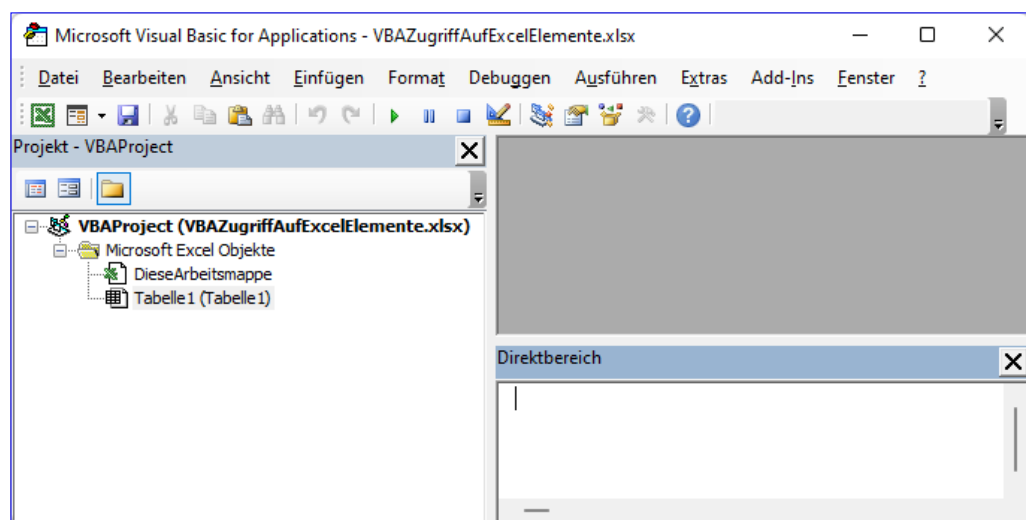 Microsoft Visual Basic for Applications - VBAZugriffAufExcelElemente.xlsx
Datei Bearbeiten Ansicht Einfügen Format Debuggen Ausführen Extras Add-Ins Fenster ?
Projekt - VBAProject
VBAProject (VBAZugriffAufExcelElemente.xlsx)
Microsoft Excel Objekte
DieseArbeitsmappe
Tabelle1 (Tabelle1)
Direktbereich